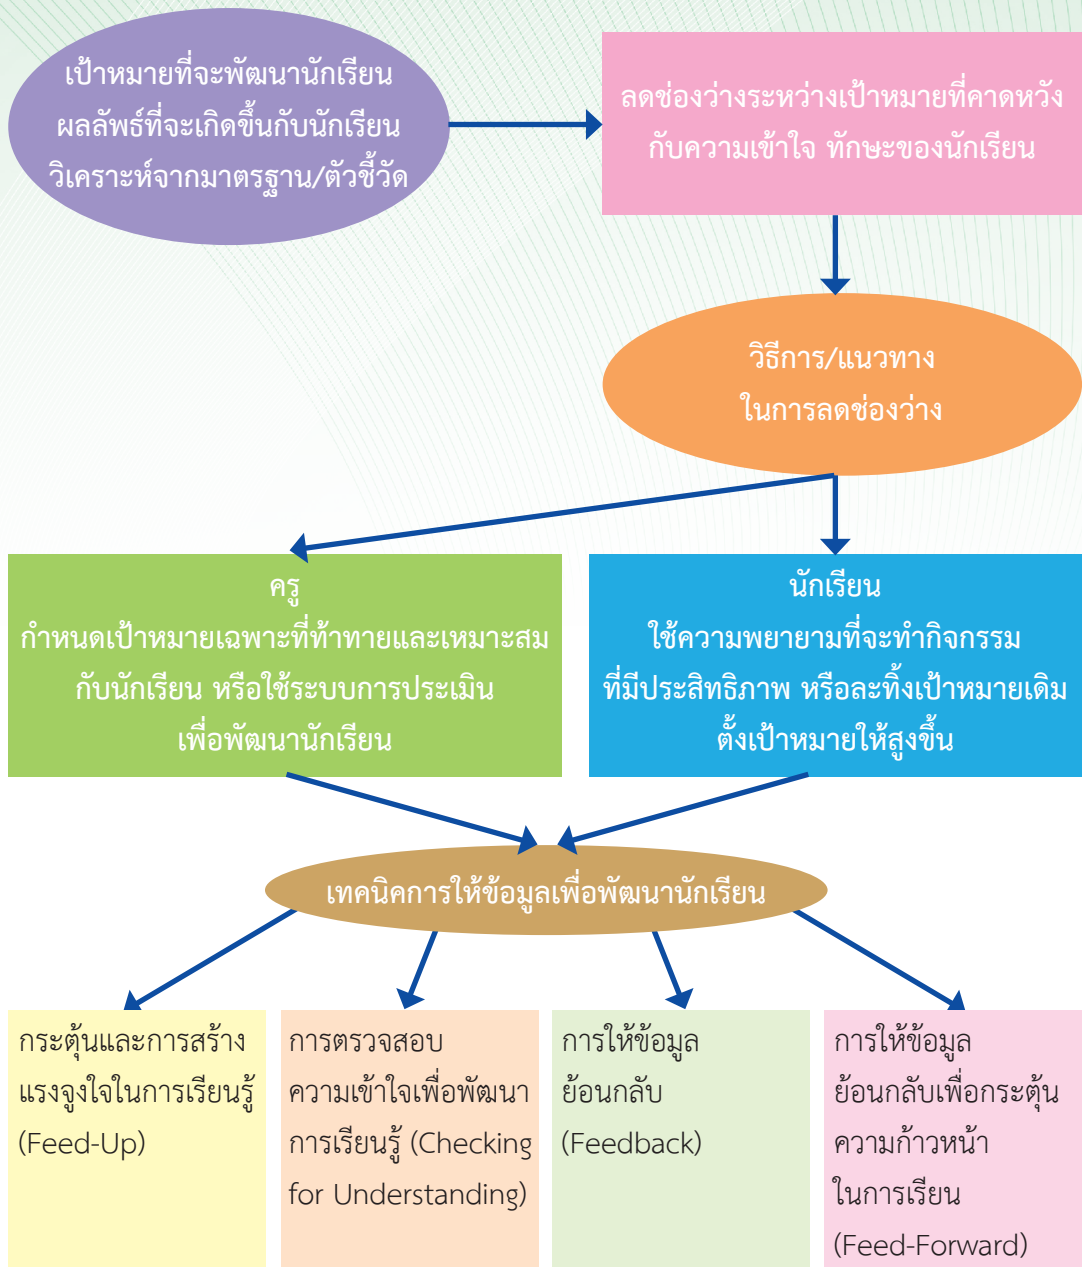 เป้าหมายที่จะพัฒนานักเรียน
ผลลัพธ์ที่จะเกิดขึ้นกับนักเรียน
วิเคราะห์จากมาตรฐาน/ตัวชี้วัด
ลดช่องว่างระหว่างเป้าหมายที่คาดหวัง
กับความเข้าใจ ทักษะของนักเรียน
วิธีการ/แนวทาง
ในการลดช่องว่าง
ครู
กำหนดเป้าหมายเฉพาะที่ท้าทายและเหมาะสม
กับนักเรียน หรือใช้ระบบการประเมิน
เพื่อพัฒนานักเรียน
นักเรียน
ใช้ความพยายามที่จะทำกิจกรรม
ที่มีประสิทธิภาพ หรือละทิ้งเป้าหมายเดิม
ตั้งเป้าหมายให้สูงขึ้น
เทคนิคการให้ข้อมูลเพื่อพัฒนานักเรียน
กระตุ้นและการสร้าง
แรงจูงใจในการเรียนรู้
(Feed-Up)
การตรวจสอบ
ความเข้าใจเพื่อพัฒนา
การเรียนรู้ (Checking
for Understanding)
การให้ข้อมูล
ย้อนกลับ
(Feedback)
การให้ข้อมูล
ย้อนกลับเพื่อกระตุ้น
ความก้าวหน้า
ในการเรียน
(Feed-Forward)